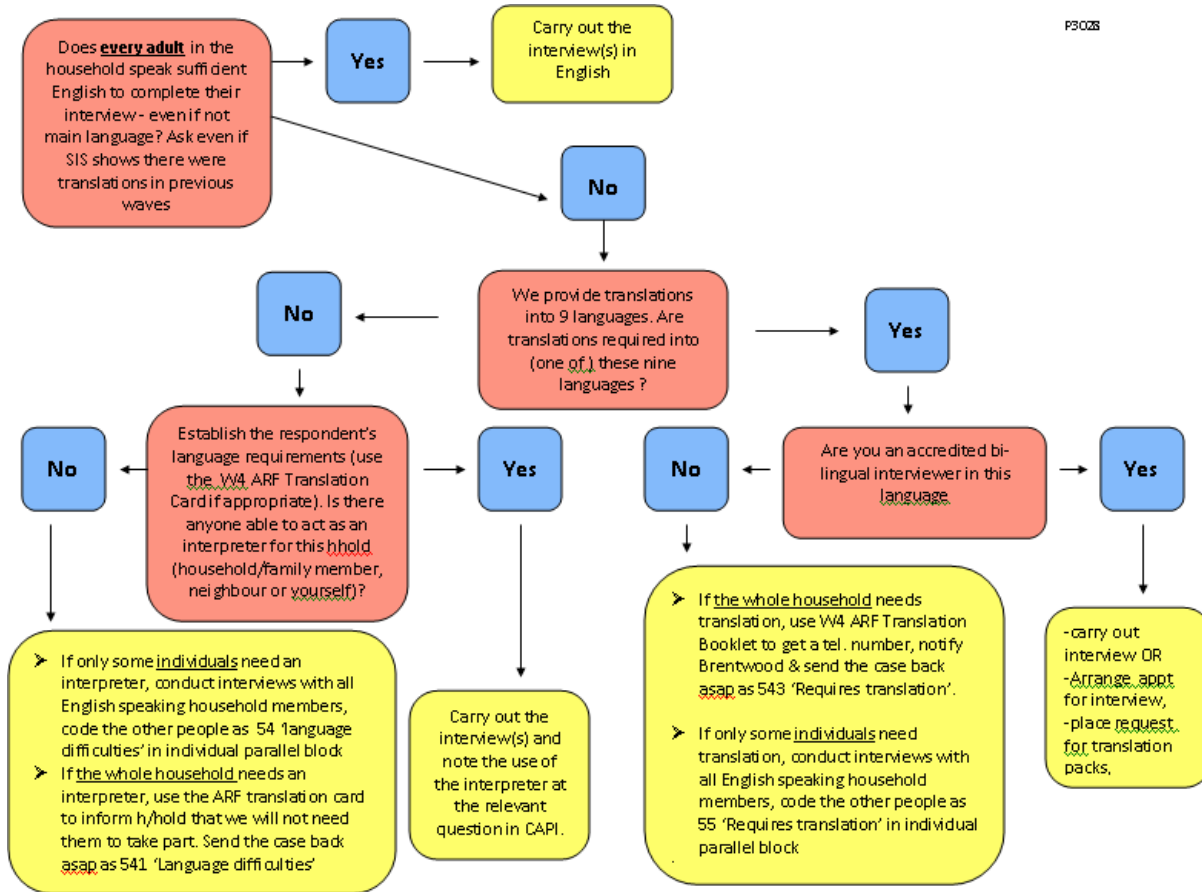 P3028
Does every adult in the
household speak sufficient
English to complete their
interview - even if not
main language? Ask even if
SIS shows there were
translations in previous
waves
Yes
Carry out the
interview(s) in
English
No
We provide translations
into 9 languages. Are
translations required into
(one of ) these nine
languages ?
No
Yes
Establish the respondent's
language requirements (use
the W4 ARF Translation
Card if appropriate). Is there
anyone able to act as an
interpreter for this hhold
(household/family member,
neighbour or yourself)?
No
Yes
Are you an accredited bi-
lingual interviewer in this
language
No
Yes
➤ If only some individuals need an
interpreter, conduct interviews with all
English speaking household members,
code the other people as 54 'language
difficulties' in individual parallel block
➤ If the whole household needs an
interpreter, use the ARF translation card
to inform h/hold that we will not need
them to take part. Send the case back
asap as 541 'Language difficulties'
Carry out the
interview(s) and
note the use of
the interpreter at
the relevant
question in CAPI.
➤ If the whole household needs
translation, use W4 ARF Translation
Booklet to get a tel. number, notify
Brentwood & send the case back
asap as 543 'Requires translation'.
➤ If only some individuals need
translation, conduct interviews with
all English speaking household
members, code the other people as
55 'Requires translation' in individual
parallel block
.
-carry out
interview OR
-Arrange appt
for interview,
-place request
for translation
packs,